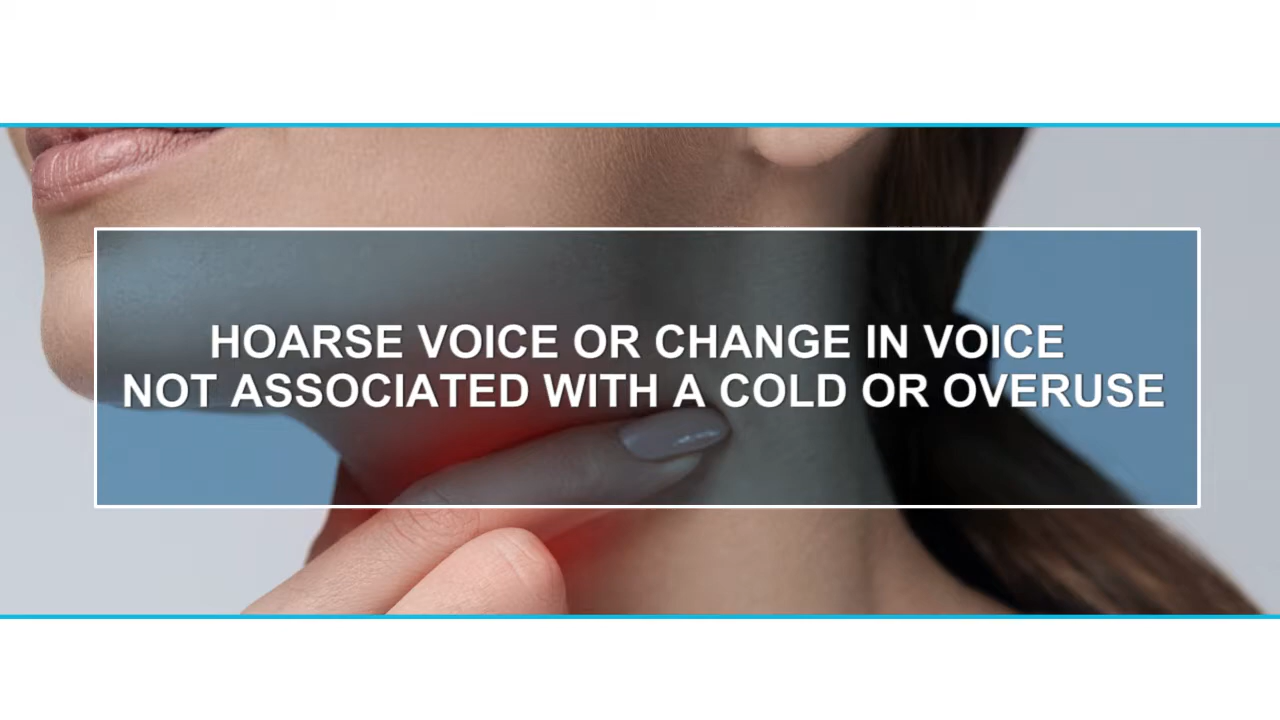 HOARSE VOICE OR CHANGE IN VOICE
NOT ASSOCIATED WITH A COLD OR OVERUSE